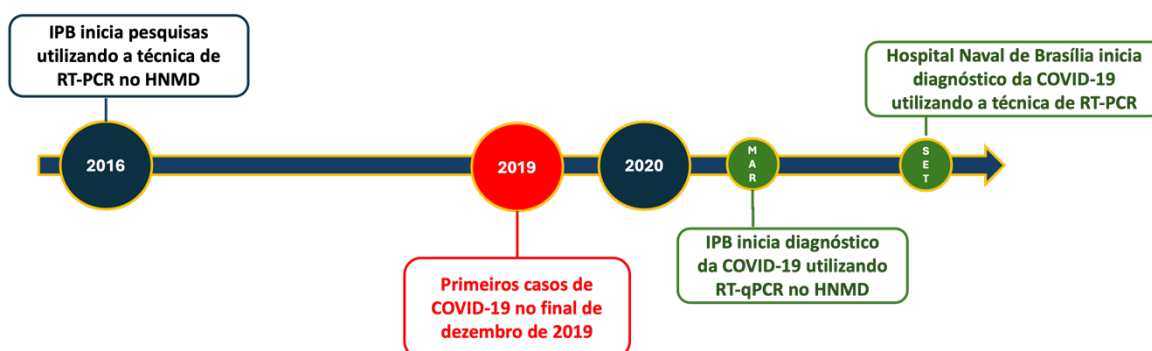 IPB inicia pesquisas
utilizando a técnica de
RT-PCR no HNMD
Hospital Naval de Brasília inicia
diagnóstico da COVID-19
utilizando a técnica de RT-PCR
2016
2019
2020
MAR
SET
Primeiros casos de
COVID-19 no final de
dezembro de 2019
IPB inicia diagnóstico
da COVID-19 utilizando
RT-qPCR no HNMD